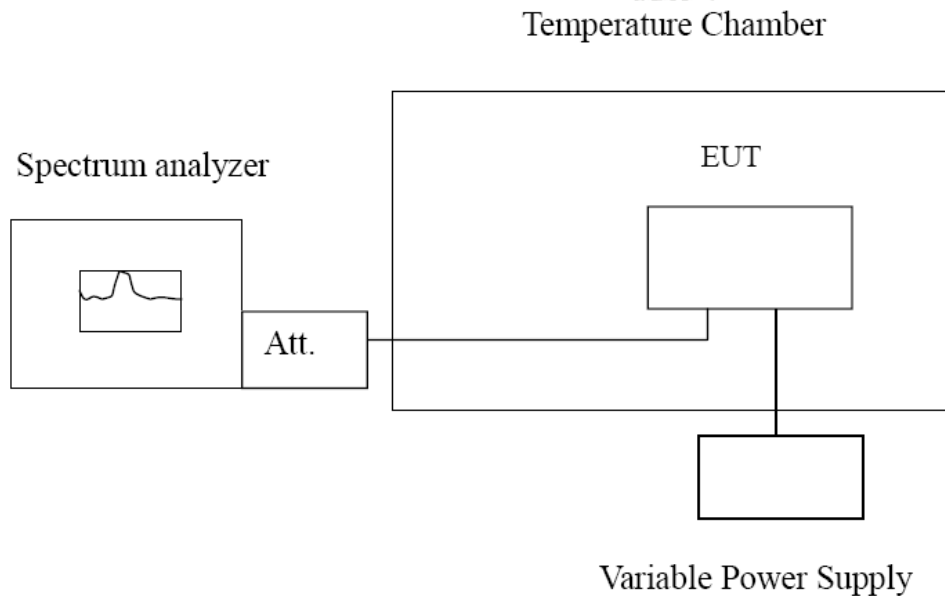 Temperature Chamber
Spectrum analyzer
EUT
Att.
Variable Power Supply